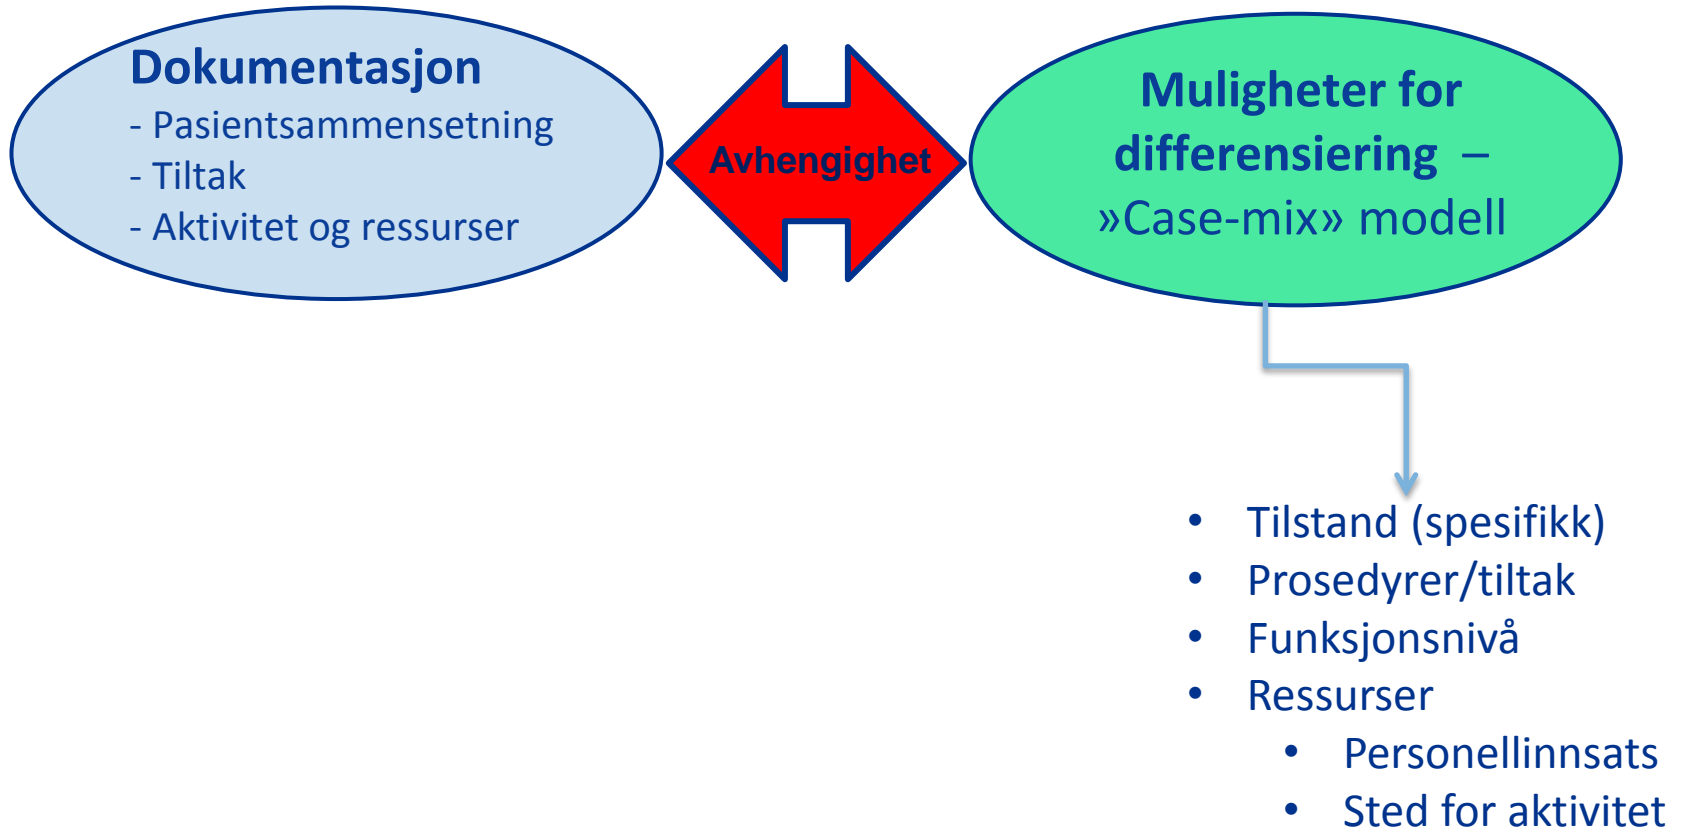 Dokumentasjon
- Pasientsammensetning
- Tiltak
- Aktivitet og ressurser
Avhengighet
Muligheter for
differensiering –
»Case-mix» modell
• Tilstand (spesifikk)
• Prosedyrer/tiltak
• Funksjonsnivå
• Ressurser
• Personellinnsats
• Sted for aktivitet